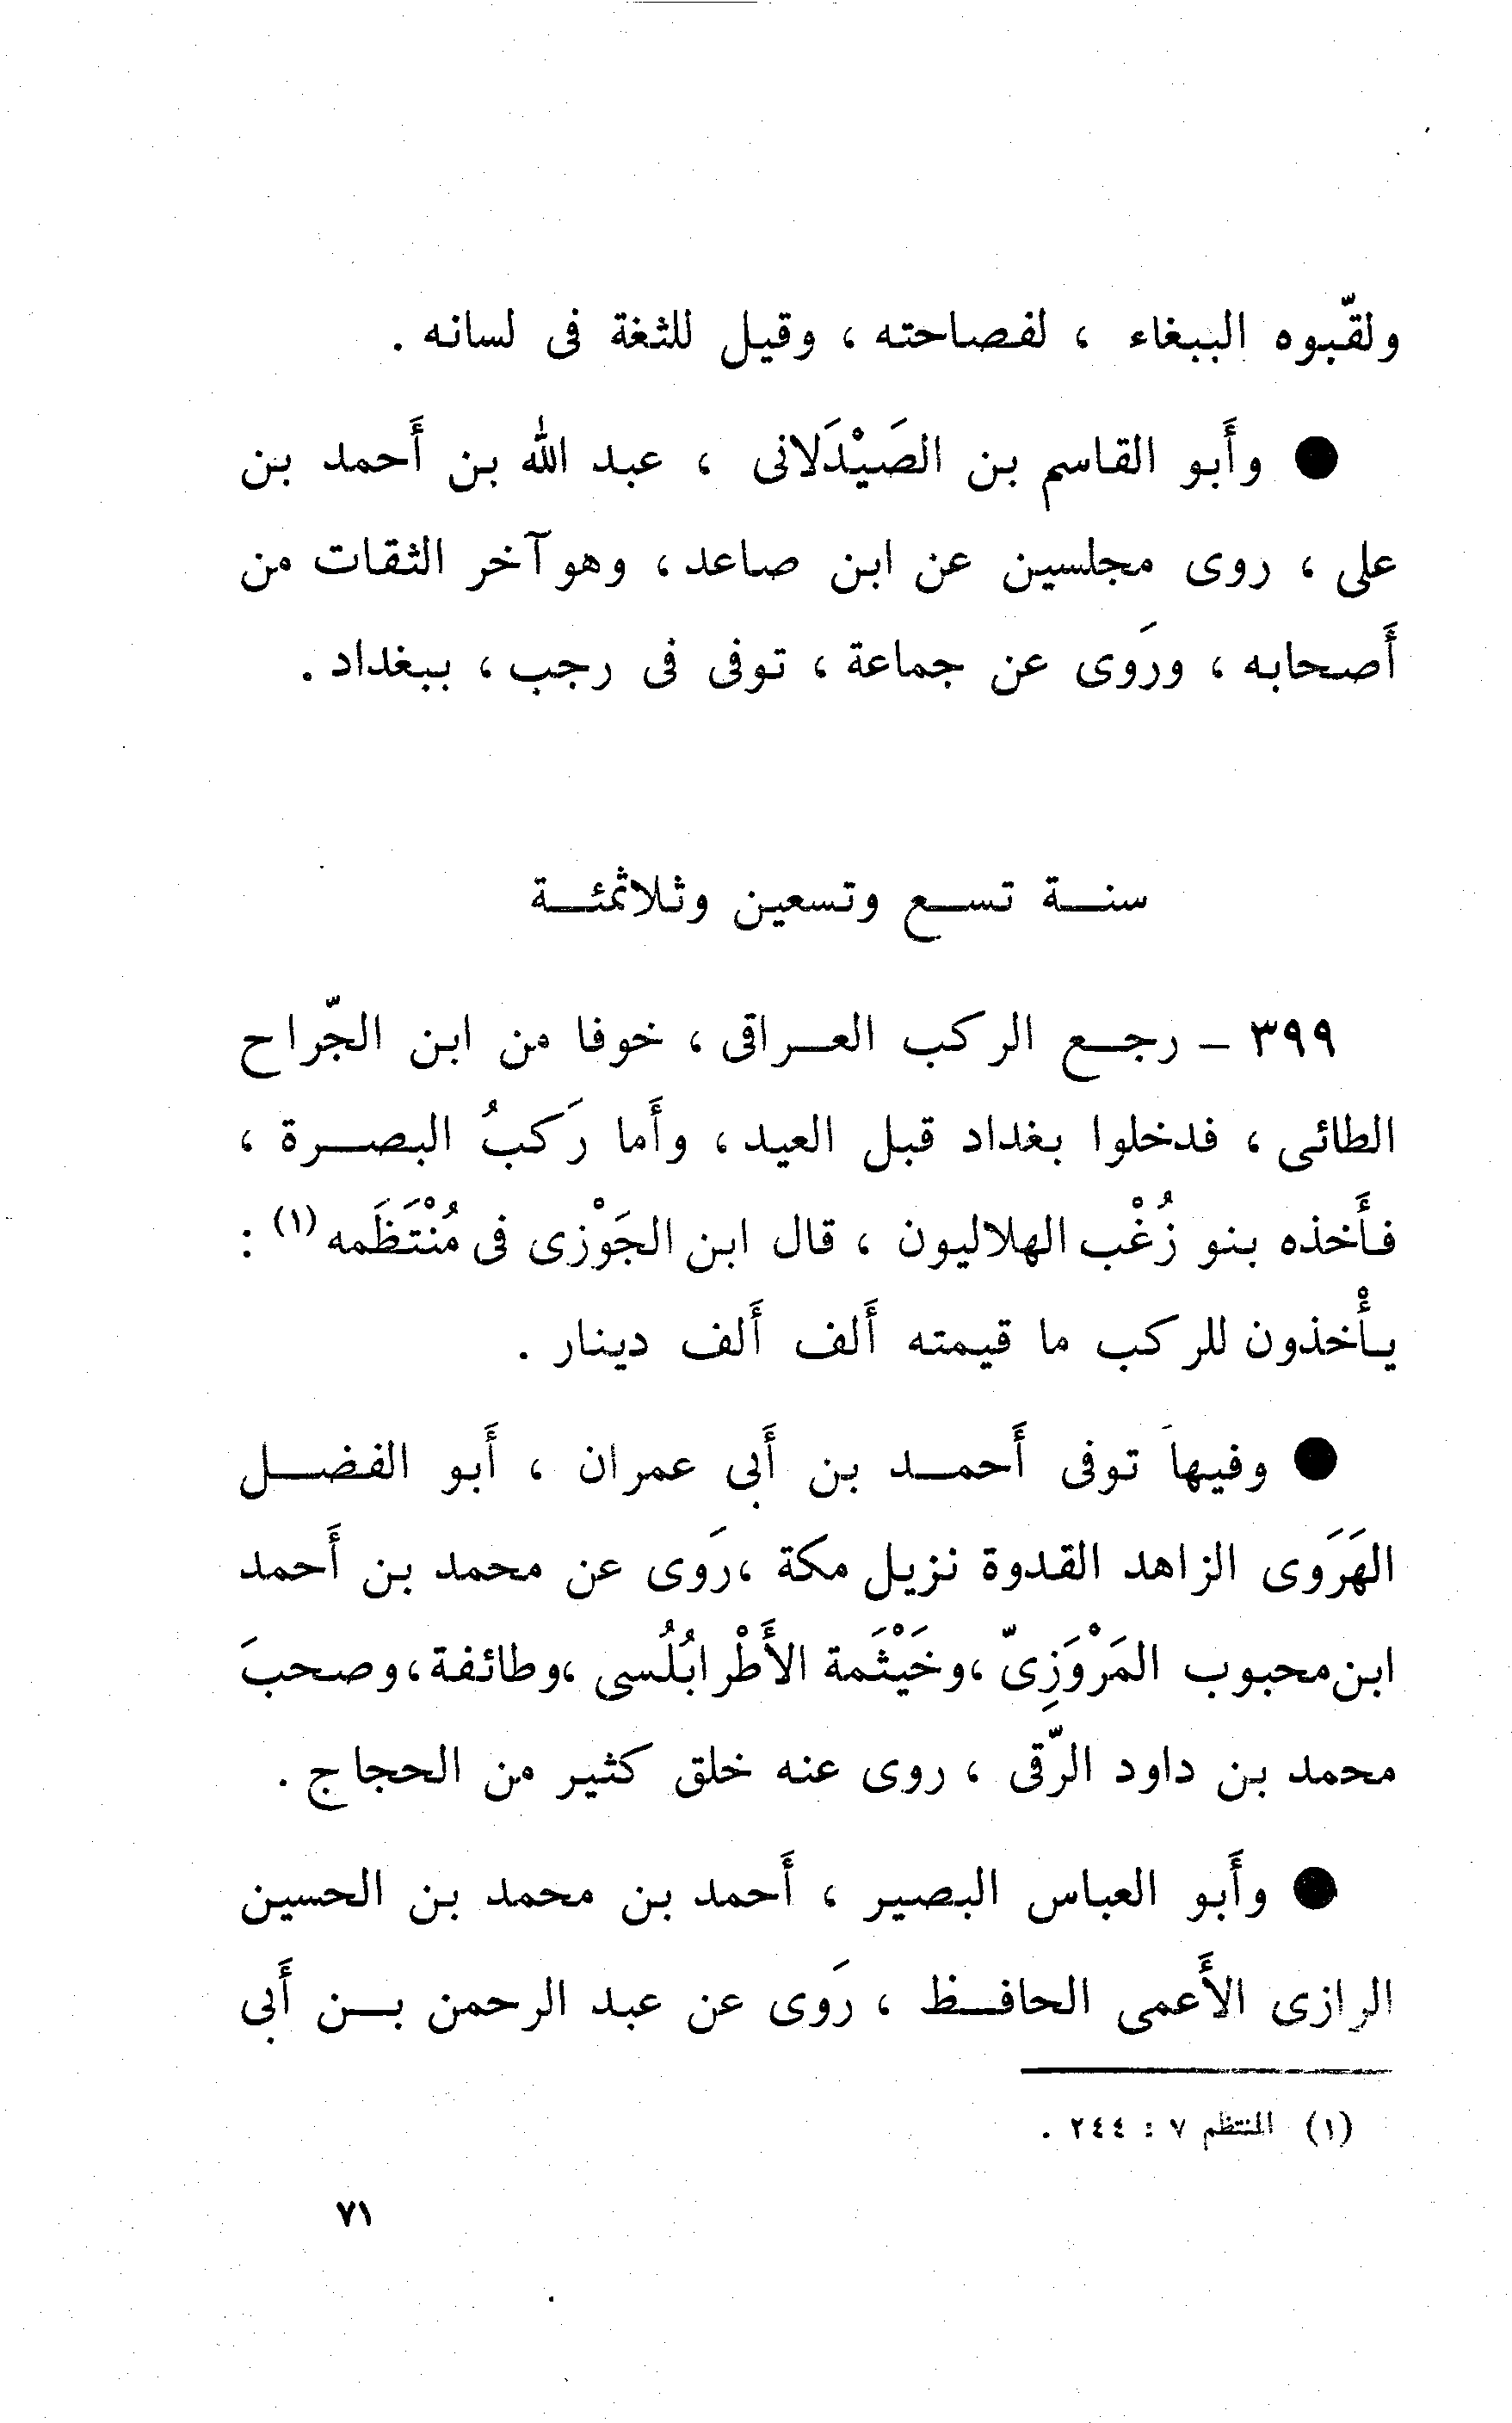 ولقّبوه الببغاء ، لفصاحته ، وقيل للثغة فى لسانه .
● وأَبو القاسم بن الصَيْدَلانى ، عبد الله بن أَحمد بن
على ، روى مجلسين عن ابن صاعد ، وهو آخر الثقات من
أَصحابه ، ورَوى عن جماعة ، توفى فى رجب ، ببغداد .
سنة تسع وتسعين وثلاثمئة
٣٩٩ – رجع الركب العراقى ، خوفا من ابن الجّراح
الطائى ، فدخلوا بغداد قبل العيد ، وأَما رَكبُ البصرة ،
فأَخذه بنو زُغْب الهلاليون ، قال ابن الجَوْزى فى مُنْتَظَمه (١) :
يأْخذون للركب ما قيمته أَلف أَلف دينار .
● وفيها توفى أَحمد بن أَبى عمران ، أَبو الفضل
الهَرَوى الزاهد القدوة نزيل مكة ، رَوى عن محمد بن أَحمد
ابن محبوب المَرْوَزِىّ ، وخَيْثَمة الأَطْرابُلُسى ، وطائفة ، وصحبَ
محمد بن داود الرّقى ، روى عنه خلق كثير من الحجاج .
● وأَبو العباس البصير ، أَحمد بن محمد بن الحسين
الرازى الأَعمى الحافظ ، رَوى عن عبد الرحمن بن أَبى
(١) المنتظم ٧ : ٢٤٤ .
٧١